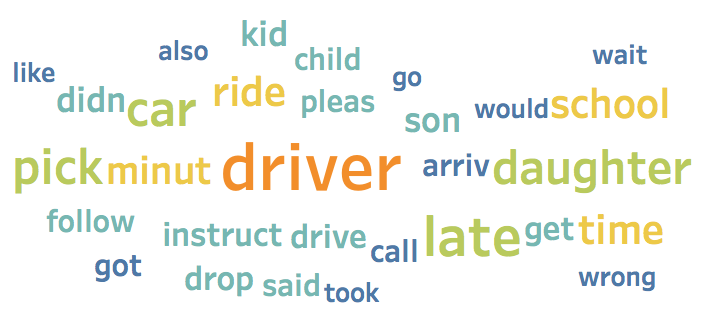 kid
also
child
wait
like
go
didn
car
ride
pleas
son
would
school
pick
minut
driver
arriv
daughter
follow
instruct
drive
call
late
get
time
got
drop
said
took
wrong